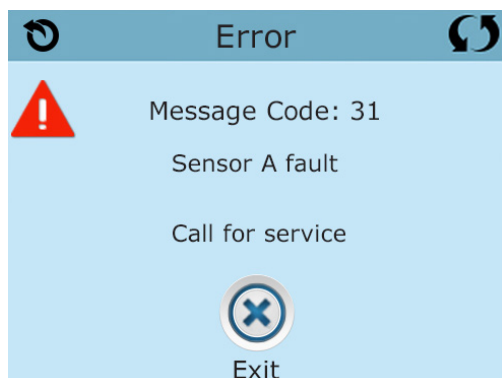 Error
Message Code: 31
Sensor A fault
Call for service
Exit